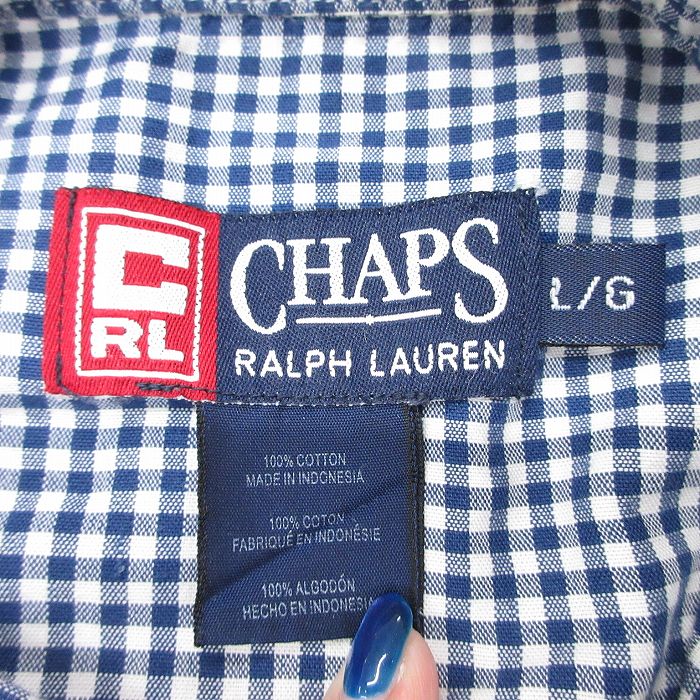 C
RL
CHAPS
RALPH LAUREN
L/G
100% COTTON
MADE IN INDONESIA
100% COTON
FABRIQUÉ EN INDONÉSIE
100% ALGODÓN
HECHO EN INDONESIA